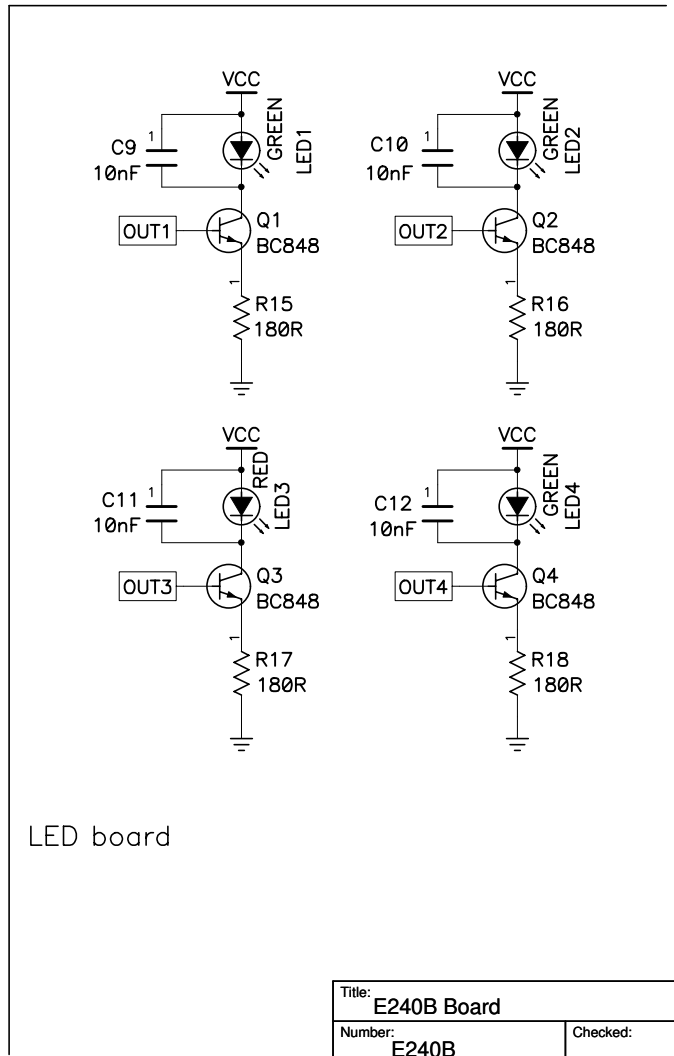 VCC
1
C9
10nF
GREEN
LED1
OUT1
Q1
BC848
1
R15
180R
VCC
1
C10
10nF
GREEN
LED2
OUT2
Q2
BC848
1
R16
180R
VCC
1
C11
10nF
RED
LED3
OUT3
Q3
BC848
1
R17
180R
VCC
1
C12
10nF
GREEN
LED4
OUT4
Q4
BC848
1
R18
180R
LED board
Title:
E240B Board
Number:
E240B
Checked: